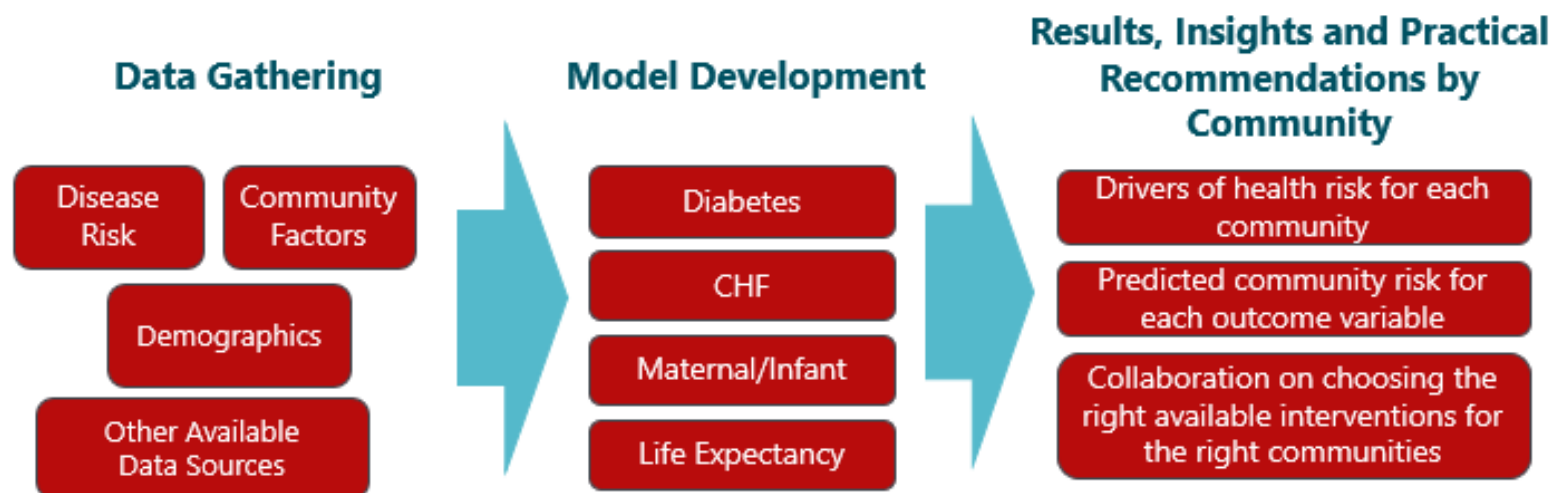 Data Gathering
Disease
Risk
Community
Factors
Demographics
Other Available
Data Sources
Model Development
Diabetes
CHF
Maternal/Infant
Life Expectancy
Results, Insights and Practical
Recommendations by
Community
Drivers of health risk for each
community
Predicted community risk for
each outcome variable
Collaboration on choosing the
right available interventions for
the right communities